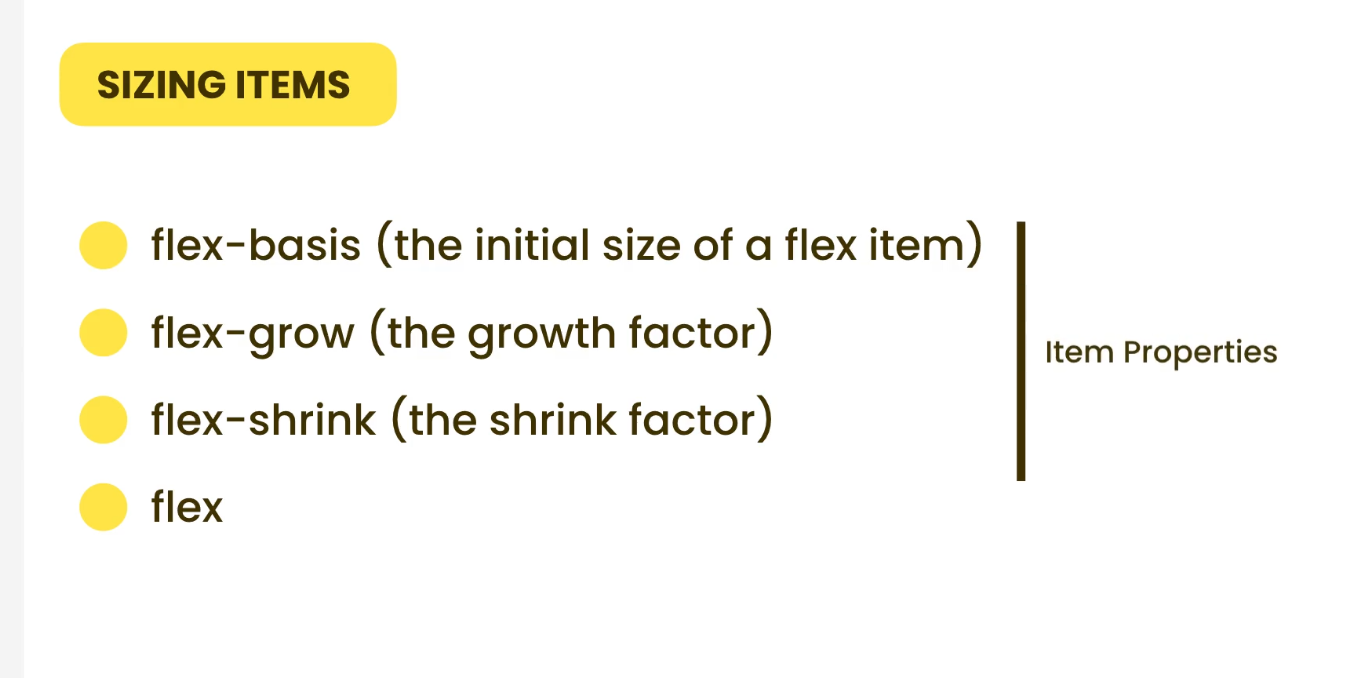 SIZING ITEMS
flex-basis (the initial size of a flex item)
flex-grow (the growth factor)
flex-shrink (the shrink factor)
flex
Item Properties